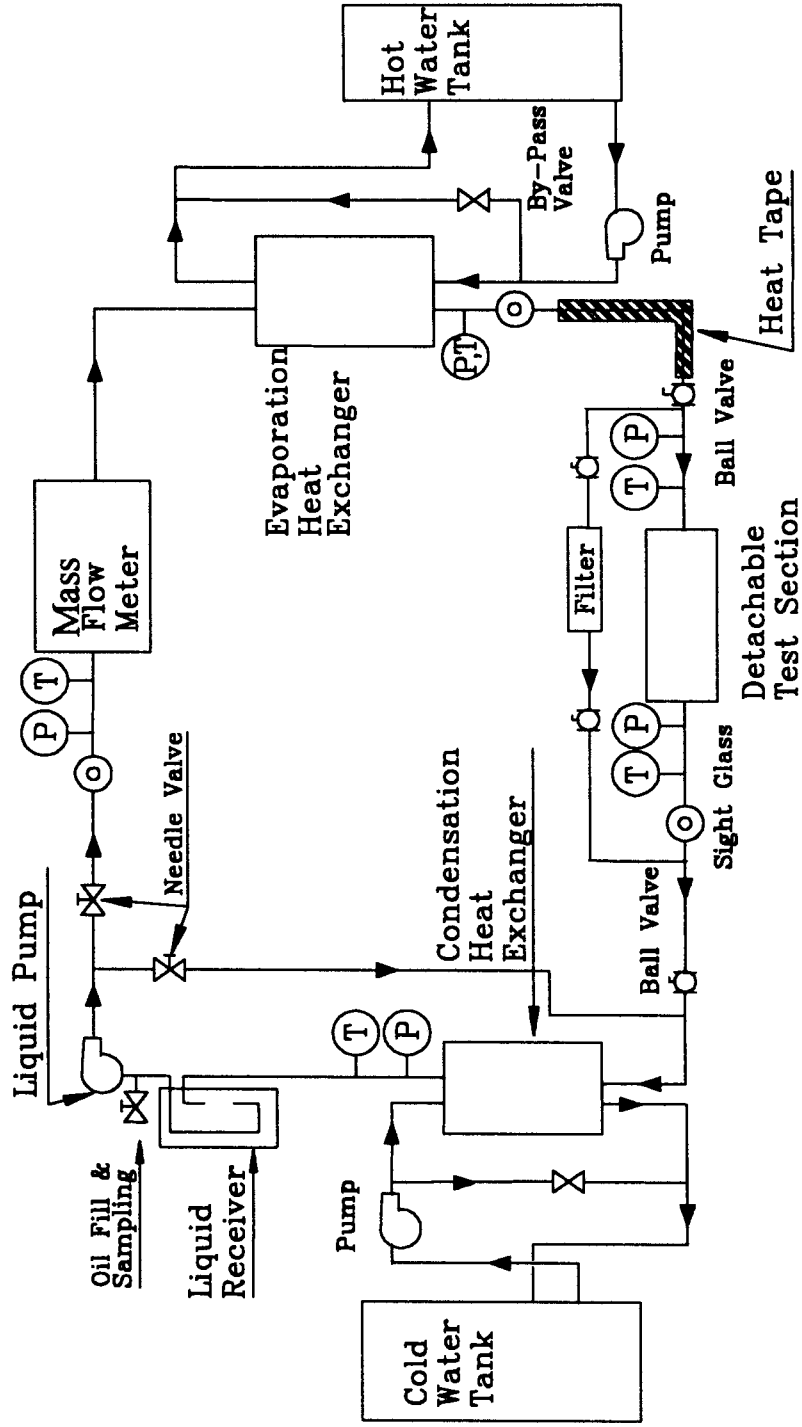 Hot
Water
Tank
By-Pass
Valve
Pump
Heat Tape
Evaporation
Heat
Exchanger
P,T
Mass
Flow
Meter
T
P
Ball Valve
P
T
Filter
Detachable
Test Section
P
T
Sight Glass
Ball Valve
Needle Valve
Liquid Pump
Condensation
Heat
Exchanger
T
P
Oil Fill &
Sampling
Liquid
Receiver
Pump
Cold
Water
Tank